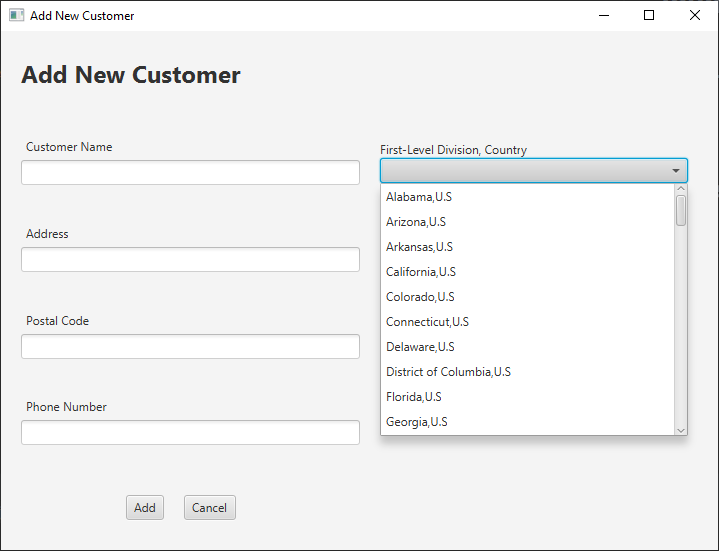 Add New Customer
Add New Customer
Customer Name
First-Level Division, Country
Alabama,U.S
Arizona,U.S
Arkansas,U.S
California,U.S
Colorado,U.S
Connecticut,U.S
Delaware,U.S
District of Columbia,U.S
Florida,U.S
Georgia,U.S
Address
Postal Code
Phone Number
Add
Cancel